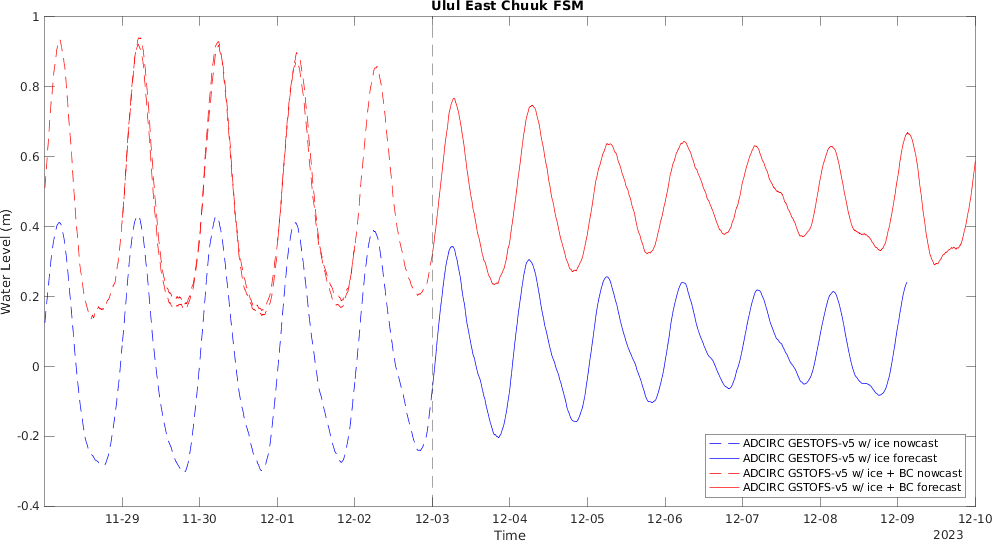 Ulul East Chuuk FSM
1
0.8
0.6
0.4
0.2
0
-0.2
-0.4
Water Level (m)
11-29 11-30 12-01 12-02 12-03 12-04 12-05 12-06 12-07 12-08 12-09 12-10
Time
2023
ADCIRC GESTOFS-v5 w/ ice nowcast
ADCIRC GESTOFS-v5 w/ ice forecast
ADCIRC GSTOFS-v5 w/ ice + BC nowcast
ADCIRC GSTOFS-v5 w/ ice + BC forecast